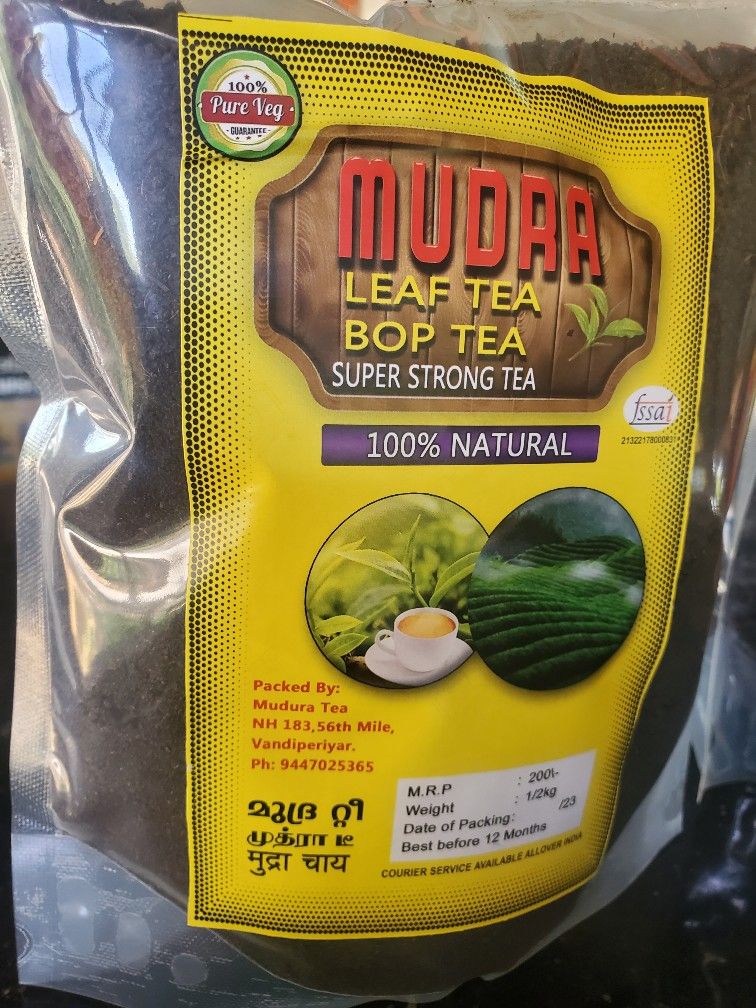 100%
Pure Veg
GUARANTEE
MUDRA
LEAF TEA
BOP TEA
SUPER STRONG TEA
fssai
21322178000831
100% NATURAL
Packed By:
Mudura Tea
NH 183,56th Mile,
Vandiperiyar.
Ph: 9447025365
മുദ്ര റ്റീ
முத்ரா டீ
मुद्रा चाय
M.R.P : 200\-
Weight : 1/2kg
Date of Packing: /23
Best before 12 Months
COURIER SERVICE AVAILABLE ALLOVER INDIA